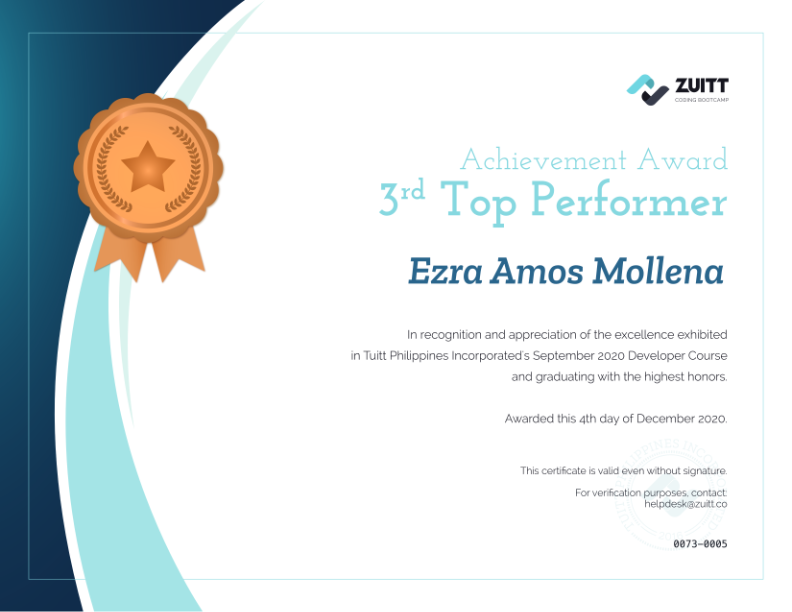 ZUITT
CODING BOOTCAMP
Achievement Award
3rd Top Performer
Ezra Amos Mollena
In recognition and appreciation of the excellence exhibited
in Tuitt Philippines Incorporated's September 2020 Developer Course
and graduating with the highest honors.
Awarded this 4th day of December 2020.
This certificate is valid even without signature.
For verification purposes, contact:
helpdesk@zuitt.co
0073-0005